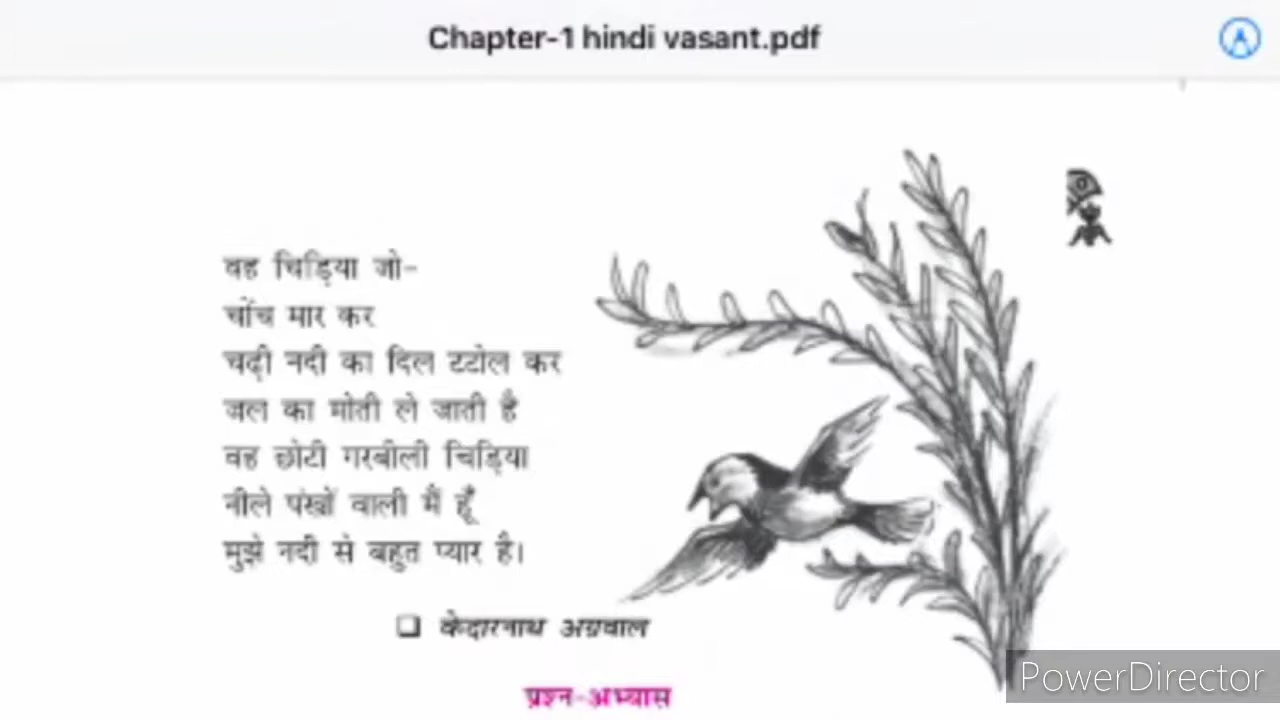 Chapter-1 hindi vasant.pdf
वह चिड़िया जो-
चोंच मार कर
चढ़ी नदी का दिल टटोल कर
जल का मोती ले जाती है
वह छोटी गरबीली चिड़िया
नीले पंखों वाली मैं हूँ
मुझे नदी से बहुत प्यार है।
❑ केदारनाथ अग्रवाल
प्रश्न-अभ्यास
PowerDirector